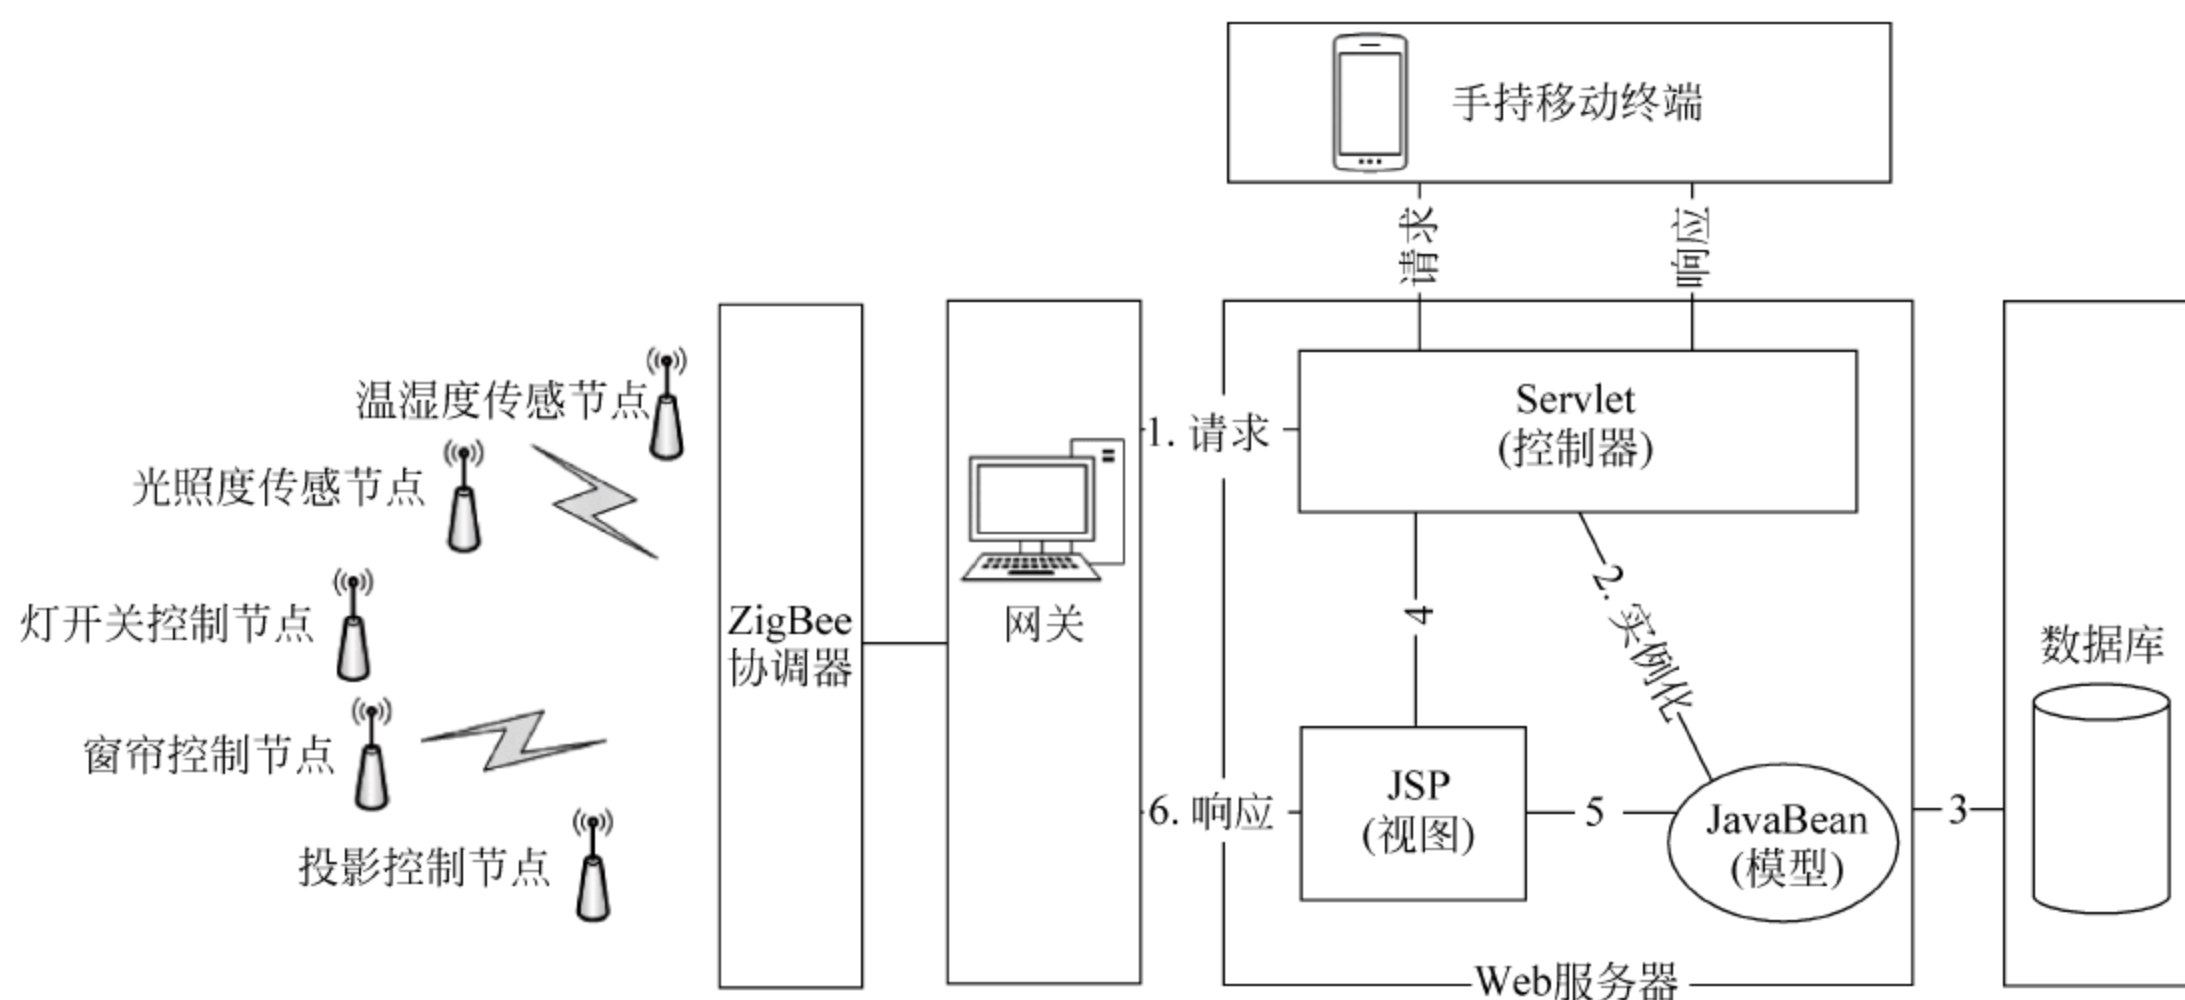 手持移动终端
请求
响应
温湿度传感节点
光照度传感节点
灯开关控制节点
窗帘控制节点
投影控制节点
ZigBee
协调器
网关
1. 请求
6. 响应
Servlet
(控制器)
4
2. 实例化
JSP
(视图)
5
JavaBean
(模型)
Web服务器
3
数据库